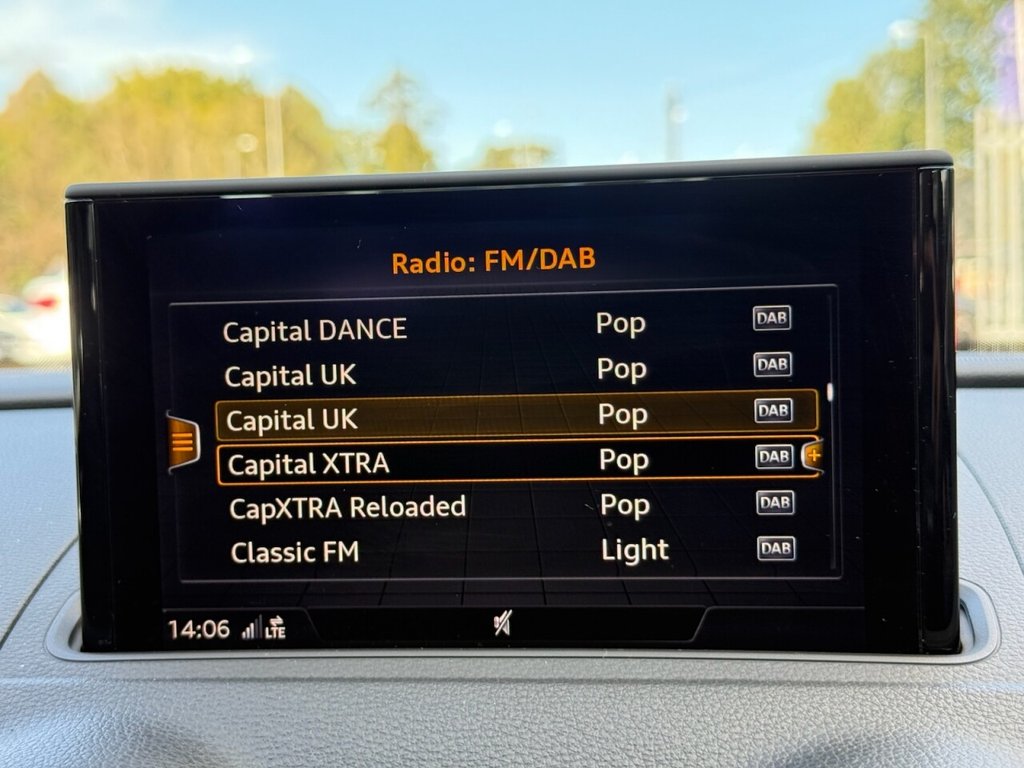 Radio: FM/DAB
Capital DANCE Pop DAB
Capital UK Pop DAB
Capital UK Pop DAB
Capital XTRA Pop DAB
CapXTRA Reloaded Pop DAB
Classic FM Light DAB
14:06 LTE